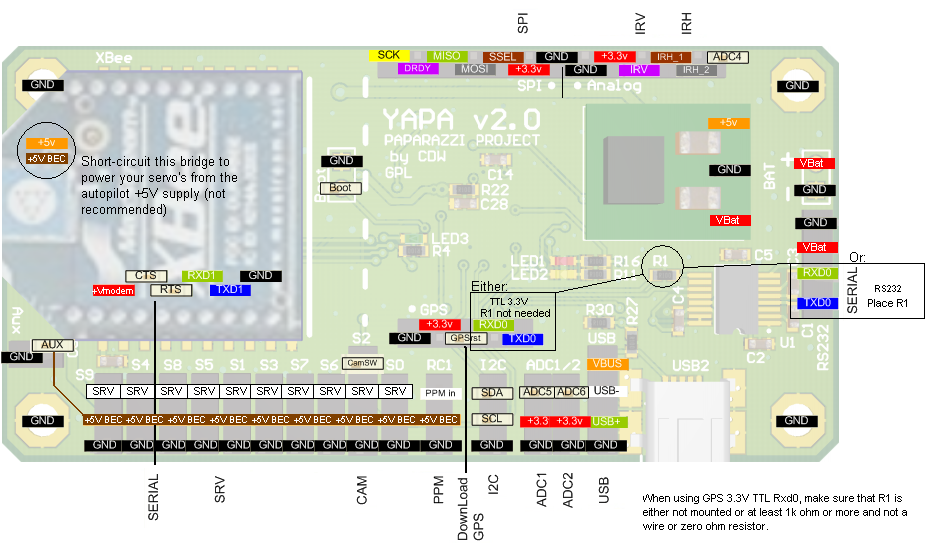 SPI
IRV
IRH
XBee
SCK
MISO
SSEL
GND
+3.3v
IRH_1
ADC4
DRDY
MOSI
+3.3v
GND
IRV
IRH_2
SPI
Analog
GND
GND
YAPA v2.0
PAPARAZZI PROJECT
by CDW
GPL
+5v
+5V BEC
Short-circuit this bridge to
power your servo's from the
autopilot +5V supply (not
recommended)
GND
Boot
C14
R22
C28
+5v
GND
VBat
BAT
VBat
GND
GND
VBat
LED3
R4
LED1
LED2
R16
R1
C5
Or:
RXD0
TXD0
SERIAL
RS232
Place R1
CTS
RXD1
GND
+Vmodem
RTS
TXD1
Either:
TTL 3.3V
R1 not needed
GPS
+3.3v
RXD0
GND
GPSrst
TXD0
R30
R27
USB
U1
C2
RS232
Aux
AUX
GND
S2
CamSW
S9
S4
S8
S5
S1
S3
S7
S6
S0
RC1
I2C
ADC1/2
VBUS
USB2
SRV SRV SRV SRV SRV SRV SRV SRV SRV SRV
PPM in
SDA
ADC5
ADC6
USB-
+5V BEC +5V BEC +5V BEC +5V BEC +5V BEC +5V BEC
SCL
+3.3
+3.3v
USB+
GND
GND
GND GND GND GND GND GND GND GND GND GND
GND
GND
GND
GND
GND
SERIAL
SRV
CAM
PPM
DownLoad
GPS
I2C
ADC1
ADC2
USB
When using GPS 3.3V TTL Rxd0, make sure that R1 is
either not mounted or at least 1k ohm or more and not a
wire or zero ohm resistor.